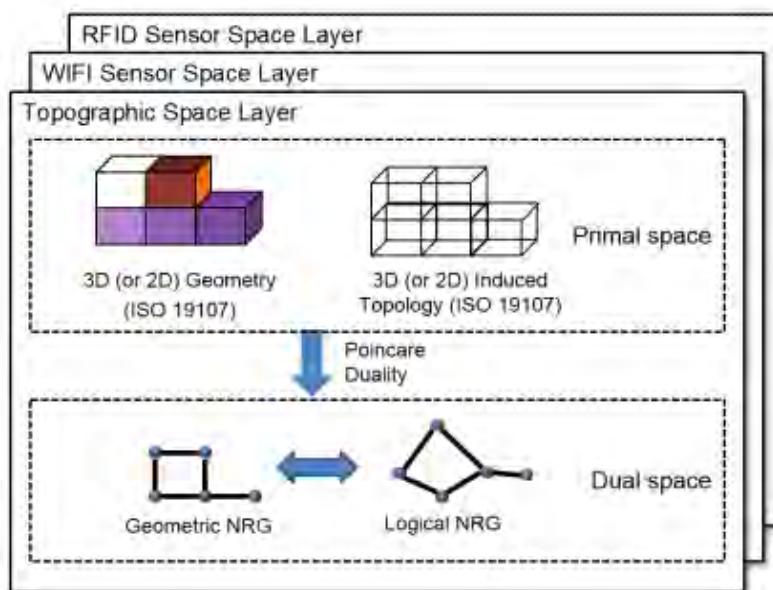 RFID Sensor Space Layer
WIFI Sensor Space Layer
Topographic Space Layer
Primal space
3D (or 2D) Geometry
(ISO 19107)
3D (or 2D) Induced
Topology (ISO 19107)
Poincare
Duality
Dual space
Geometric NRG
Logical NRG